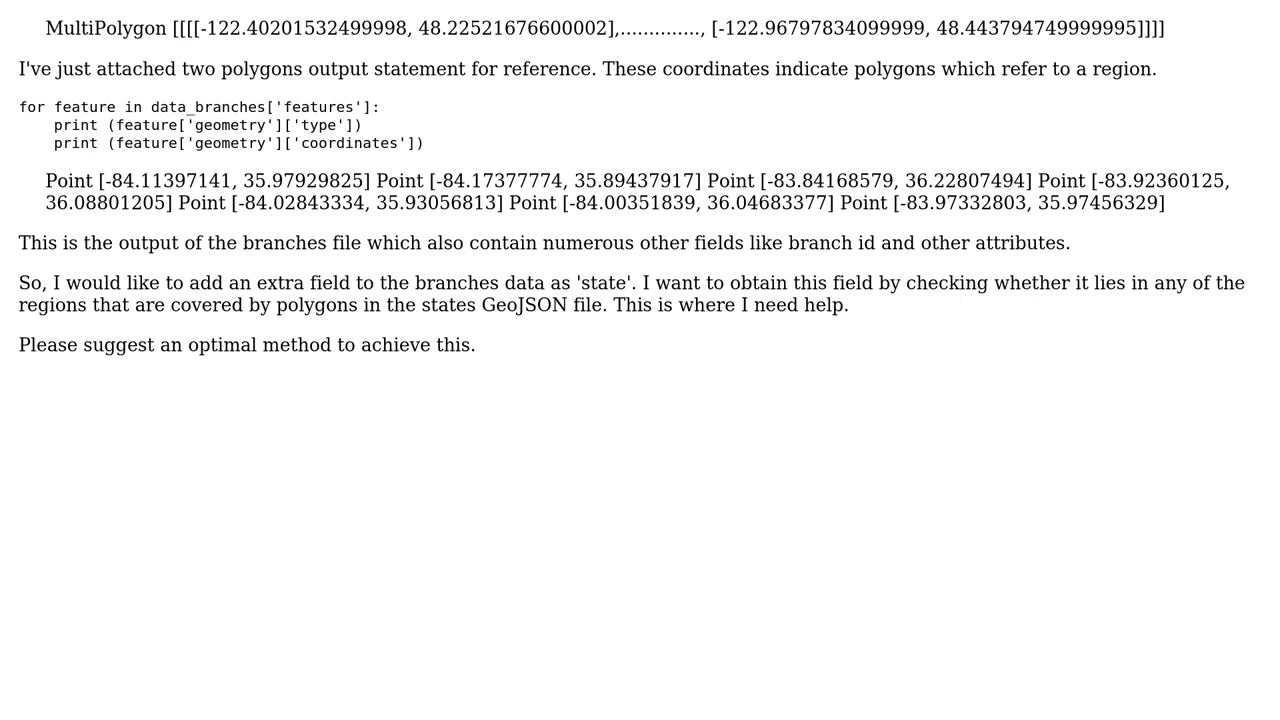 MultiPolygon [[[[-122.40201532499998, 48.22521676600002],.............., [-122.96797834099999, 48.443794749999995]]]]
I've just attached two polygons output statement for reference. These coordinates indicate polygons which refer to a region.
for feature in data_branches['features']:
    print (feature['geometry']['type'])
    print (feature['geometry']['coordinates'])
Point [-84.11397141, 35.97929825] Point [-84.17377774, 35.89437917] Point [-83.84168579, 36.22807494] Point [-83.92360125,
36.08801205] Point [-84.02843334, 35.93056813] Point [-84.00351839, 36.04683377] Point [-83.97332803, 35.97456329]
This is the output of the branches file which also contain numerous other fields like branch id and other attributes.
So, I would like to add an extra field to the branches data as 'state'. I want to obtain this field by checking whether it lies in any of the
regions that are covered by polygons in the states GeoJSON file. This is where I need help.
Please suggest an optimal method to achieve this.